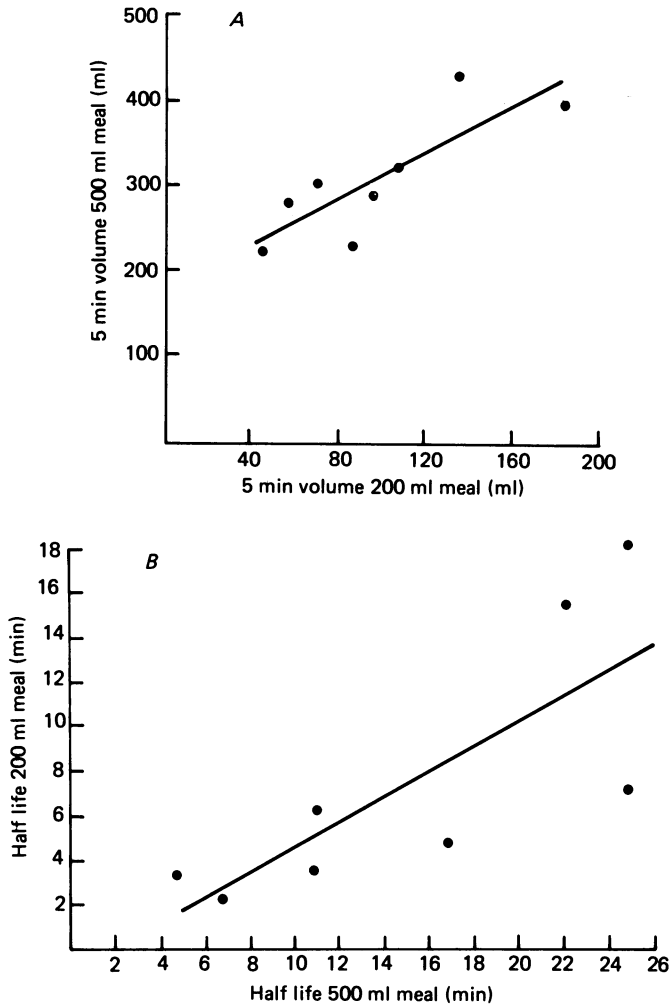 A
500
400
300
200
100
5 min volume 500 ml meal (ml)
40 80 120 160 200
5 min volume 200 ml meal (ml)
B
18
16
14
12
10
8
6
4
2
Half life 200 ml meal (min)
2 4 6 8 10 12 14 16 18 20 22 24 26
Half life 500 ml meal (min)